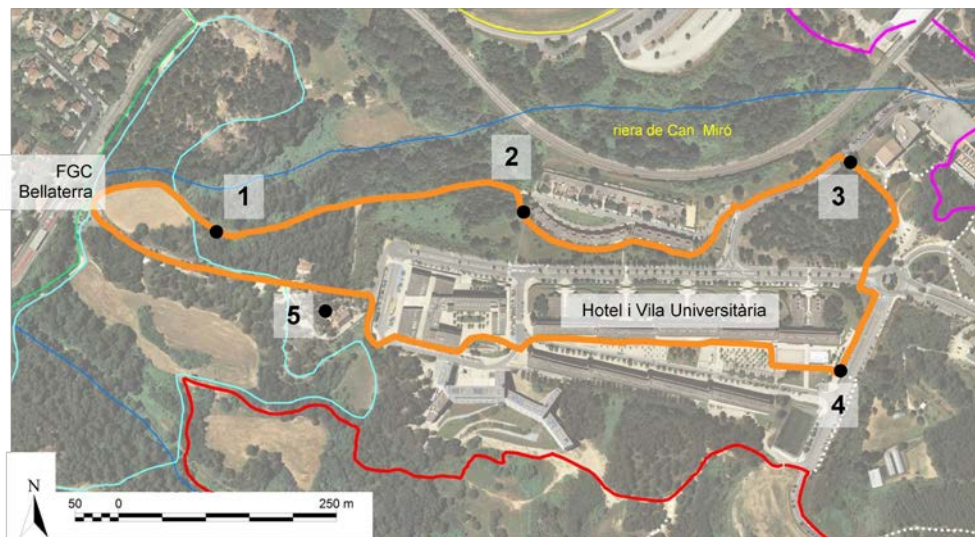 riera de Can Miró
FGC
Bellaterra
1
2
3
Hotel i Vila Universitària
5
4
N
50 0 250 m